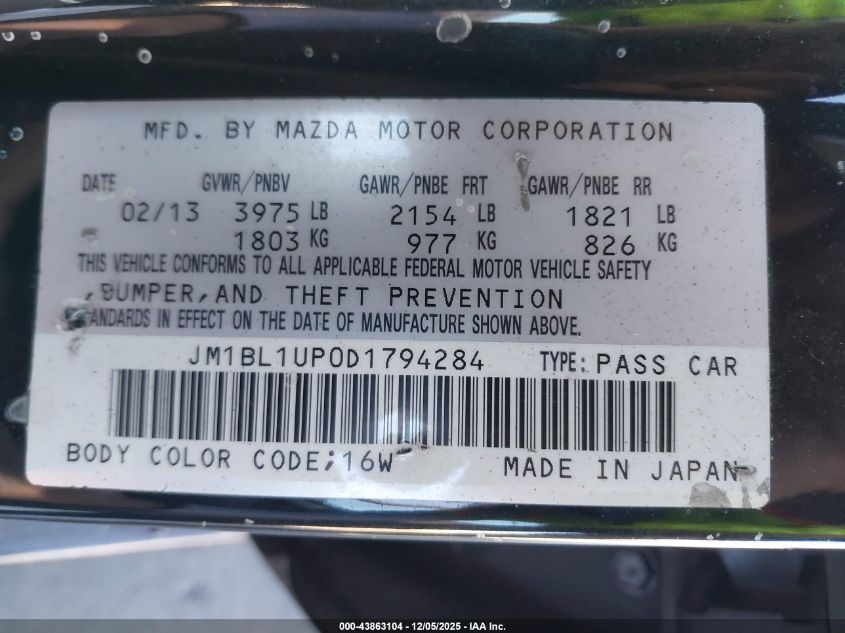 MFD. BY MAZDA MOTOR CORPORATION
DATE GVWR/PNBV GAWR/PNBE FRT GAWR/PNBE RR
02/13 3975 LB 2154 LB 1821 LB
1803 KG 977 KG 826 KG
THIS VEHICLE CONFORMS TO ALL APPLICABLE FEDERAL MOTOR VEHICLE SAFETY
,BUMPER,AND THEFT PREVENTION
STANDARDS IN EFFECT ON THE DATE OF MANUFACTURE SHOWN ABOVE.
JM1BL1UP0D1794284 TYPE: PASS CAR
BODY COLOR CODE;16W MADE IN JAPAN
000-43863104 - 12/05/2025 - IAA Inc.